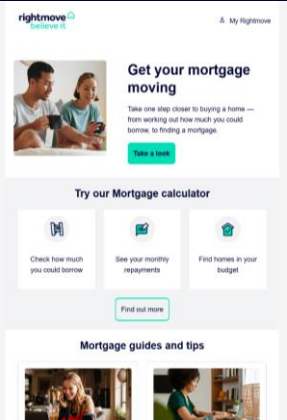 rightmove
believe it
My Rightmove
Get your mortgage
moving
Take one step closer to buying a home —
from working out how much you could
borrow, to finding a mortgage.
Take a look
Try our Mortgage calculator
Check how much
you could borrow
See your monthly
repayments
Find homes in your
budget
Find out more
Mortgage guides and tips